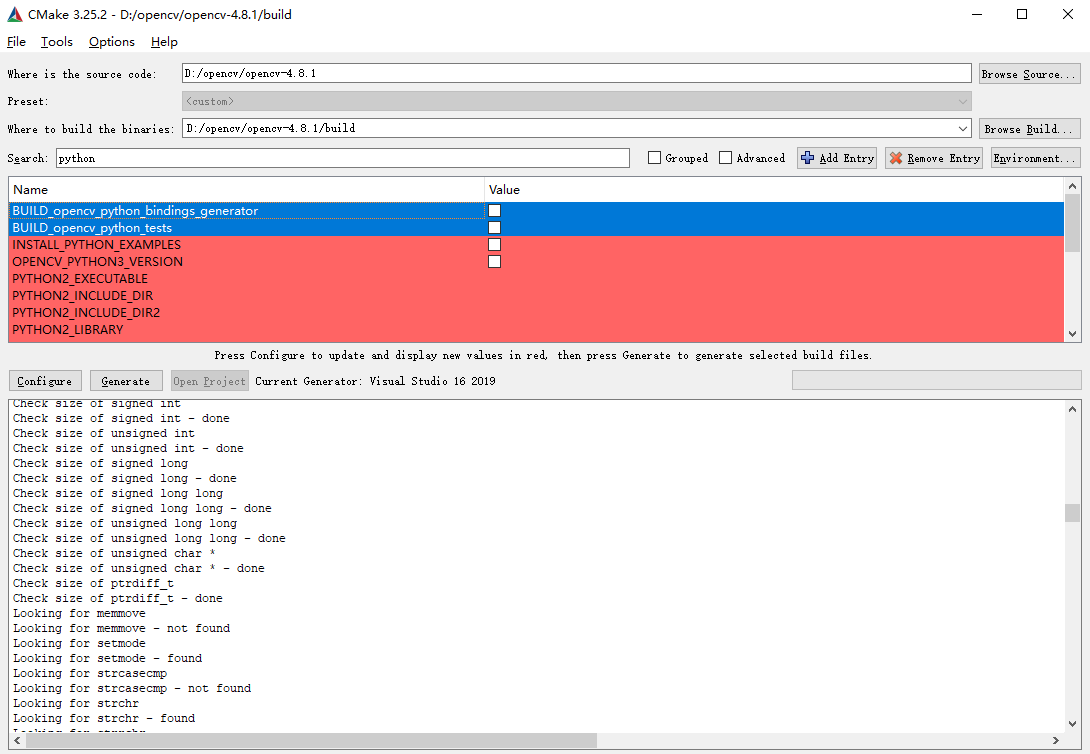 CMake 3.25.2 - D:/opencv/opencv-4.8.1/build
File Tools Options Help
Where is the source code: D:/opencv/opencv-4.8.1 Browse Source...
Preset: <custom>
Where to build the binaries: D:/opencv/opencv-4.8.1/build Browse Build...
Search: python Grouped Advanced Add Entry Remove Entry Environment...
Name Value
BUILD_opencv_python_bindings_generator
BUILD_opencv_python_tests
INSTALL_PYTHON_EXAMPLES
OPENCV_PYTHON3_VERSION
PYTHON2_EXECUTABLE
PYTHON2_INCLUDE_DIR
PYTHON2_INCLUDE_DIR2
PYTHON2_LIBRARY
Press Configure to update and display new values in red, then press Generate to generate selected build files.
Configure Generate Open Project Current Generator: Visual Studio 16 2019
Check size of signed int
Check size of signed int - done
Check size of unsigned int
Check size of unsigned int - done
Check size of signed long
Check size of signed long - done
Check size of signed long long
Check size of signed long long - done
Check size of unsigned long long
Check size of unsigned long long - done
Check size of unsigned char *
Check size of unsigned char * - done
Check size of ptrdiff_t
Check size of ptrdiff_t - done
Looking for memmove
Looking for memmove - not found
Looking for setmode
Looking for setmode - found
Looking for strcasecmp
Looking for strcasecmp - not found
Looking for strchr
Looking for strchr - found